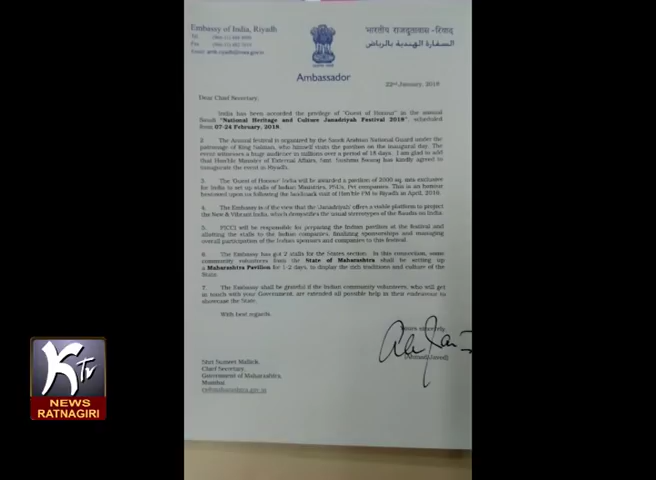 Embassy of India, Riyadh
भारतीय राजदूतावास-रियाद
السفارة الهندية بالرياض
Ambassador
22nd January, 2018
Dear Chief Secretary,
India has been accorded the privilege of "Guest of Honour" in the annual
Saudi "National Heritage and Culture Janadriyah Festival 2018", scheduled
from 07-24 February, 2018.
2 The Annual festival is organized by the Saudi Arabian National Guard under the
patronage of King Salman, who himself visits the pavilion on the inaugural day. The
event witnesses a huge audience in millions over a period of 18 days. I am glad to add
that Hon'ble Minister of External Affairs, Smt. Sushma Swaraj has kindly agreed to
inaugurate the event in Riyadh.
3. The 'Guest of Honour' India will be awarded a pavilion of 2000 sq. mts enclosure
for India to set up stalls of Indian Ministries, PSUs, Pvt companies. This is an honour
bestowed upon us following the landmark visit of Hon'ble PM to Riyadh in April, 2016.
4. The Embassy is of the view that the 'Janadriyah' offers a viable platform to project
the New & Vibrant India, which demystifies the usual stereotypes of the Saudis on India.
5. FICCI will be responsible for preparing the Indian pavilion at the festival and
allotting the stalls to the Indian companies, finalizing sponsorships and managing
overall participation of the Indian sponsors and companies to this festival.
6. The Embassy has got 2 stalls for the States section. In this connection, some
community volunteers from the State of Maharashtra shall be setting up
a Maharashtra Pavilion for 1-2 days, to display the rich traditions and culture of the
State.
7. The Embassy shall be grateful if the Indian community volunteers, who will get
in touch with your Government, are extended all possible help in their endeavour to
showcase the State.
With best regards,
Yours sincerely,
(Ahmad Javed)
Shri Sumeet Mallick,
Chief Secretary,
Government of Maharashtra,
Mumbai
K TV
NEWS
RATNAGIRI